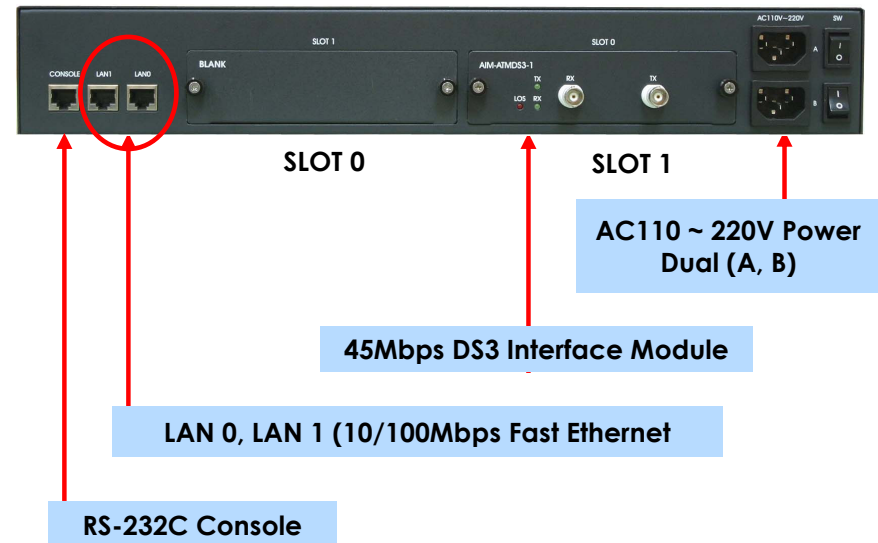 AC110V~220V SW
SLOT 1 SLOT 0
BLANK AIM-ATMDS3-1
A I O
CONSOLE LAN1 LAN0
TX RX TX
LOS RX
B I O
SLOT 0 SLOT 1
AC110 ~ 220V Power
Dual (A, B)
45Mbps DS3 Interface Module
LAN 0, LAN 1 (10/100Mbps Fast Ethernet
RS-232C Console